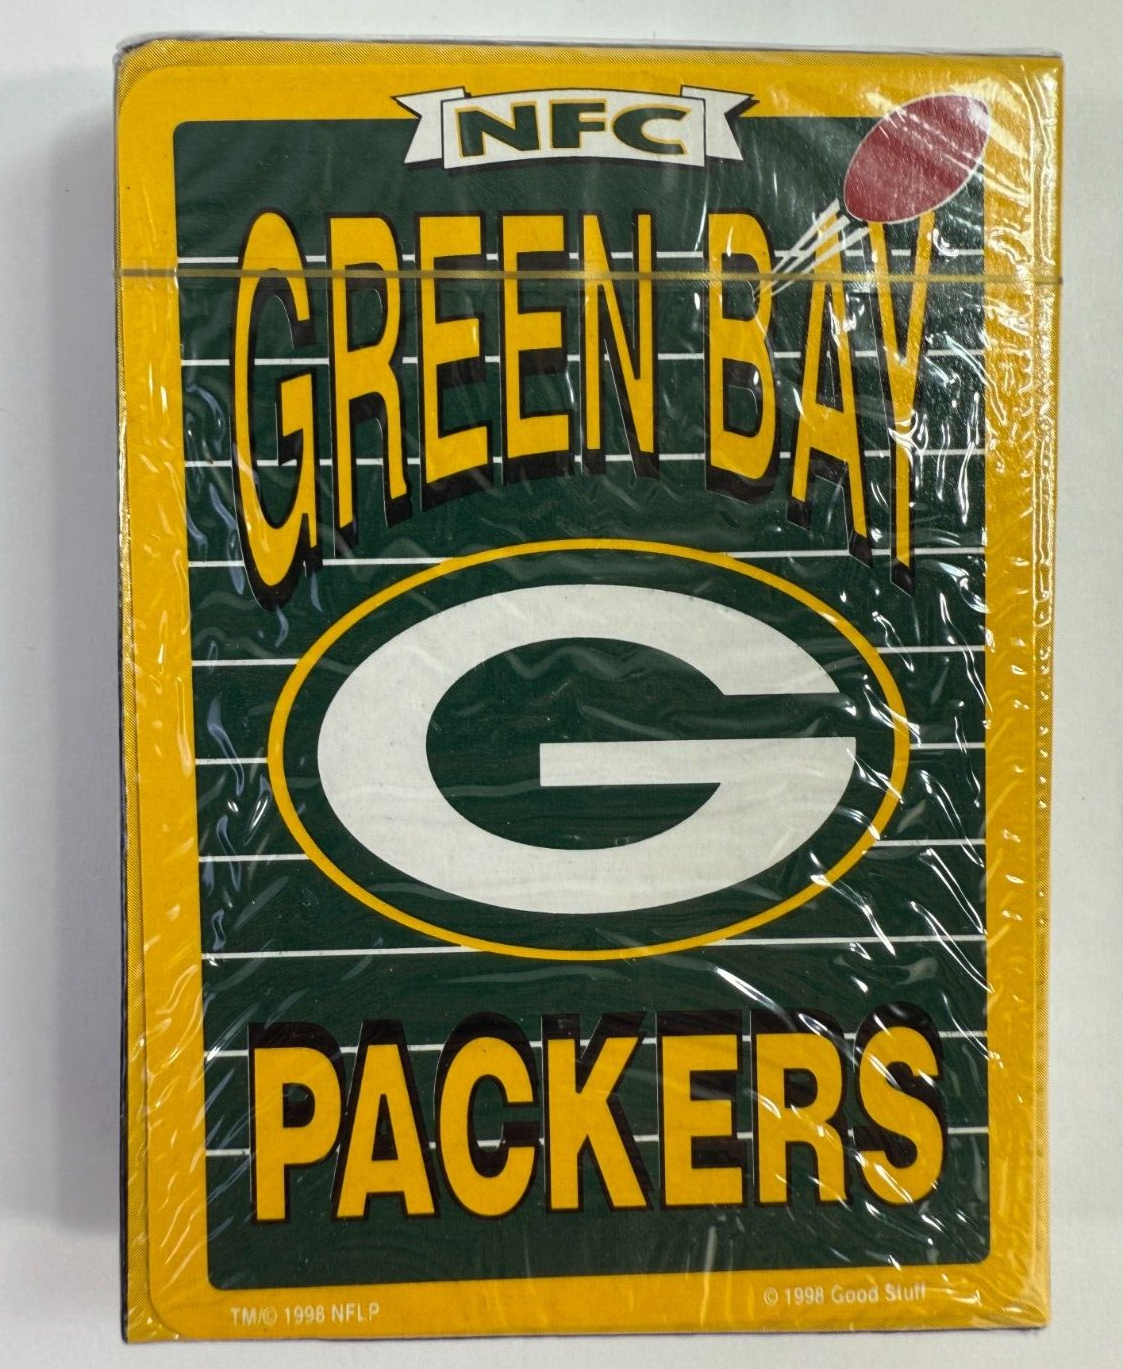 NFC
GREEN BAY
G
PACKERS
TM/© 1998 NFLP
© 1998 Good Stuff